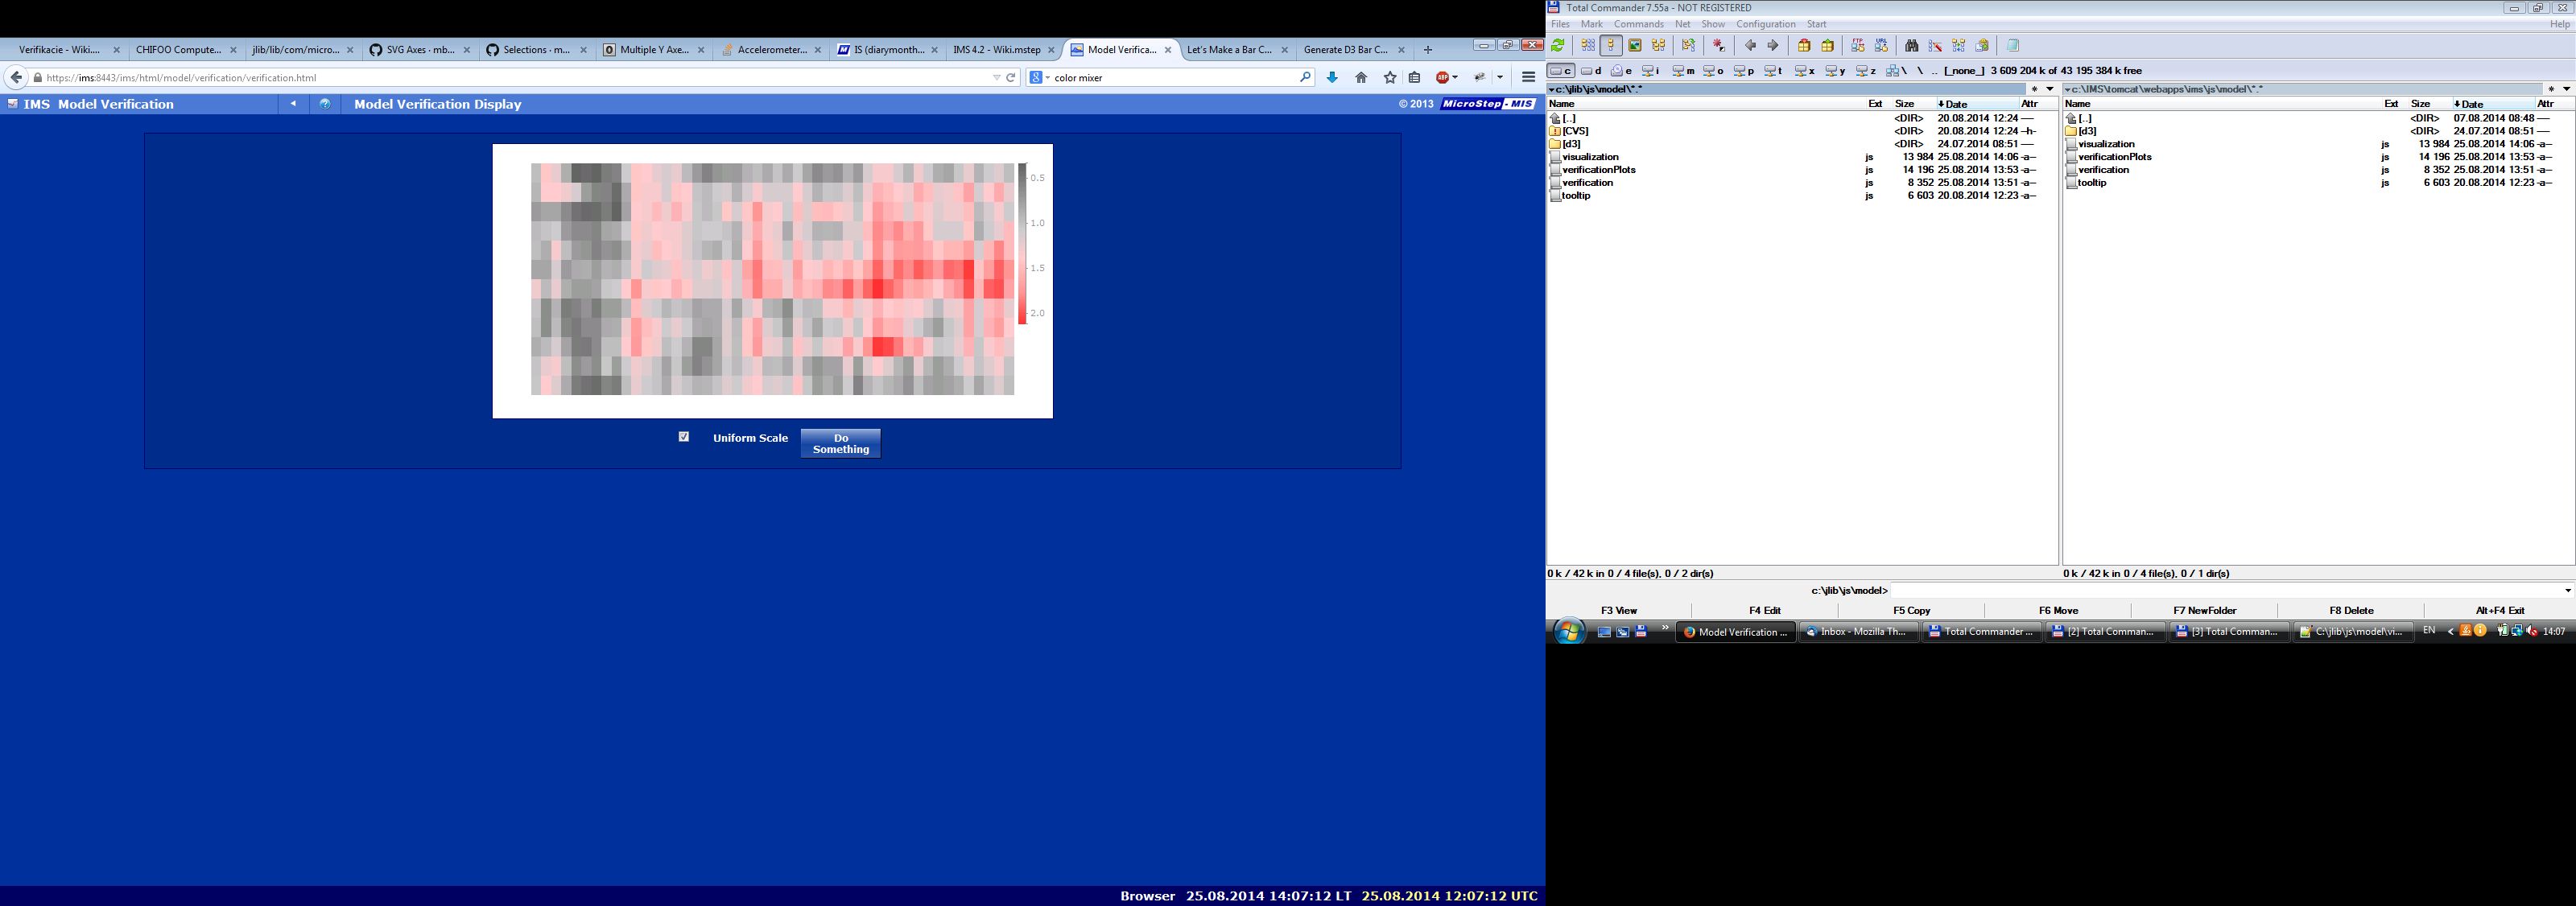 Verifikacie - Wiki....
CHIFOO Compute...
jlib/lib/com/micro...
SVG Axes · mb...
Selections · m...
Multiple Y Axe...
Accelerometer...
IS (diarymonth...
IMS 4.2 - Wiki.mstep
Model Verifica...
Let's Make a Bar C...
Generate D3 Bar C...
https://ims:8443/ims/html/model/verification/verification.html
color mixer
IMS Model Verification
Model Verification Display
© 2013 MicroStep - MIS
0.5
1.0
1.5
2.0
Uniform Scale
Do
Something
Browser 25.08.2014 14:07:12 LT 25.08.2014 12:07:12 UTC
Total Commander 7.55a - NOT REGISTERED
Files Mark Commands Net Show Configuration Start Help
c d e i m o p t x y z \ \ .. [_none_] 3 609 204 k of 43 195 384 k free
c:\jlib\js\model\*.*
Name Ext Size Date Attr
[..] <DIR> 20.08.2014 12:24 ----
[CVS] <DIR> 20.08.2014 12:24 --h-
[d3] <DIR> 24.07.2014 08:51 ----
visualization js 13 984 25.08.2014 14:06 -a--
verificationPlots js 14 196 25.08.2014 13:53 -a--
verification js 8 352 25.08.2014 13:51 -a--
tooltip js 6 603 20.08.2014 12:23 -a--
0 k / 42 k in 0 / 4 file(s), 0 / 2 dir(s)
c:\IMS\tomcat\webapps\ims\js\model\*.*
Name Ext Size Date Attr
[..] <DIR> 07.08.2014 08:48 ----
[d3] <DIR> 24.07.2014 08:51 ----
visualization js 13 984 25.08.2014 14:06 -a--
verificationPlots js 14 196 25.08.2014 13:53 -a--
verification js 8 352 25.08.2014 13:51 -a--
tooltip js 6 603 20.08.2014 12:23 -a--
0 k / 42 k in 0 / 4 file(s), 0 / 1 dir(s)
c:\jlib\js\model>
F3 View F4 Edit F5 Copy F6 Move F7 NewFolder F8 Delete Alt+F4 Exit
Model Verification ...
Inbox - Mozilla Th...
Total Commander ...
[2] Total Comman...
[3] Total Comman...
C:\jlib\js\model\vi...
EN
14:07